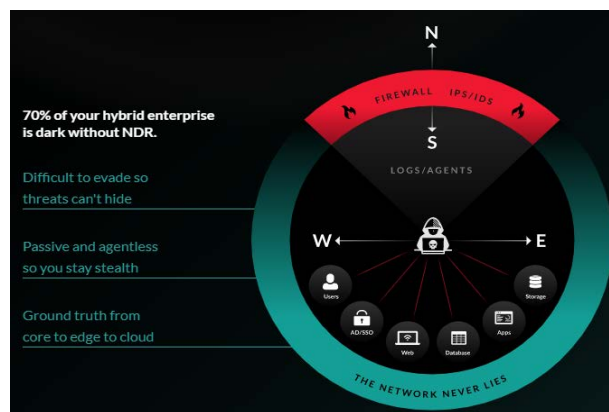 N
FIREWALL IPS/IDS
70% of your hybrid enterprise
is dark without NDR.
S
LOGS/AGENTS
Difficult to evade so
threats can't hide
W
E
Passive and agentless
so you stay stealth
Users
Storage
Ground truth from
core to edge to cloud
AD/SSO
Apps
Web
Database
THE NETWORK NEVER LIES